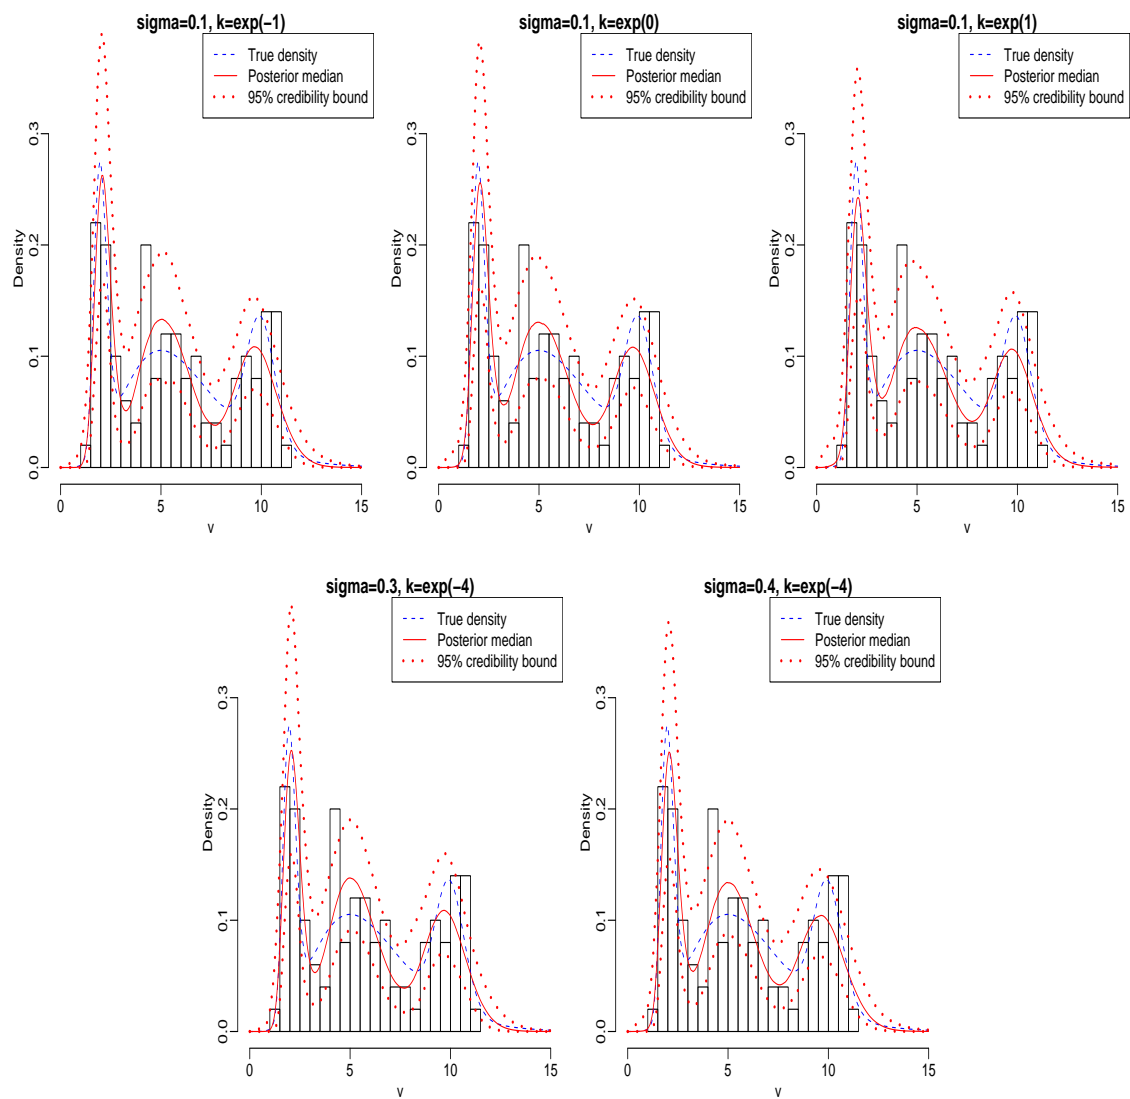 sigma=0.1, k=exp(−1)
True density
Posterior median
95% credibility bound
Density
0.0
0.1
0.2
0.3
0
5
10
15
v
sigma=0.1, k=exp(0)
True density
Posterior median
95% credibility bound
Density
0.0
0.1
0.2
0.3
0
5
10
15
v
sigma=0.1, k=exp(1)
True density
Posterior median
95% credibility bound
Density
0.0
0.1
0.2
0.3
0
5
10
15
v
sigma=0.3, k=exp(−4)
True density
Posterior median
95% credibility bound
Density
0.0
0.1
0.2
0.3
0
5
10
15
v
sigma=0.4, k=exp(−4)
True density
Posterior median
95% credibility bound
Density
0.0
0.1
0.2
0.3
0
5
10
15
v